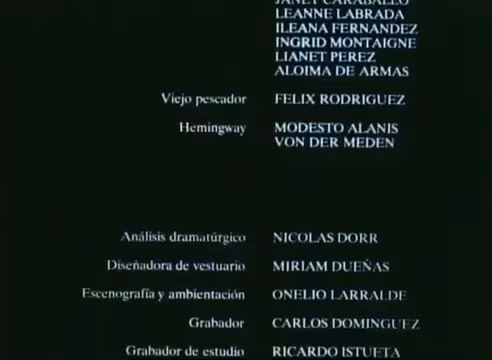 JANET CARABALLO
LEANNE LABRADA
ILEANA FERNANDEZ
INGRID MONTAIGNE
LIANET PEREZ
ALOIMA DE ARMAS
Viejo pescador FELIX RODRIGUEZ
Hemingway MODESTO ALANIS
VON DER MEDEN
Análisis dramatúrgico NICOLAS DORR
Diseñadora de vestuario MIRIAM DUEÑAS
Escenografía y ambientación ONELIO LARRALDE
Grabador CARLOS DOMINGUEZ
Grabador de estudio RICARDO ISTUETA